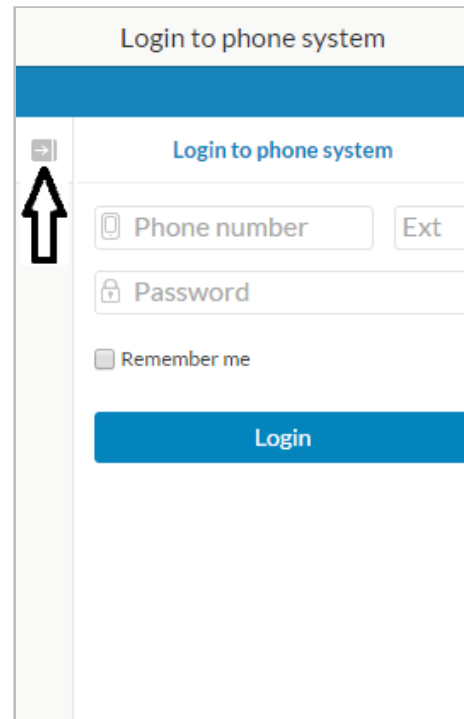 Login to phone system
Login to phone system
Phone number Ext
Password
Remember me
Login